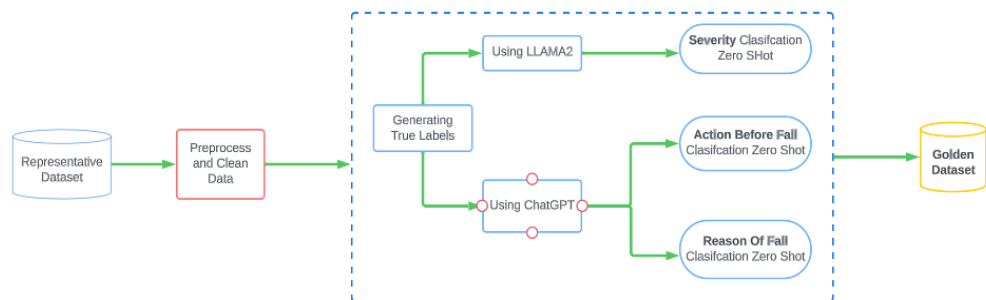 Representative
Dataset
Preprocess
and Clean
Data
Generating
True Labels
Using LLAMA2
Severity Clasifcation
Zero SHot
Using ChatGPT
Action Before Fall
Clasifcation Zero Shot
Reason Of Fall
Clasifcation Zero Shot
Golden
Dataset